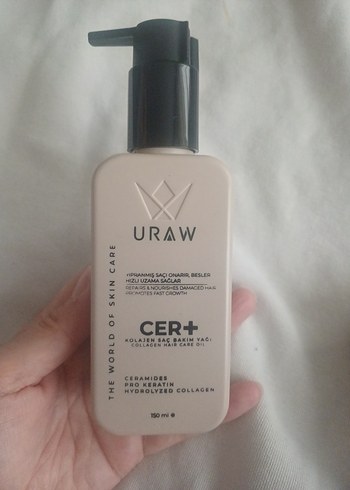 URAW
YIPRANMIŞ SAÇI ONARIR, BESLER
HIZLI UZAMA SAĞLAR
REPAIRS & NOURISHES DAMAGED HAIR
PROMOTES FAST GROWTH
THE WORLD OF SKIN CARE
CER+
KOLAJEN SAÇ BAKIM YAĞI
COLLAGEN HAIR CARE OIL
CERAMIDES
PRO KERATIN
HYDROLYZED COLLAGEN
150 ml e